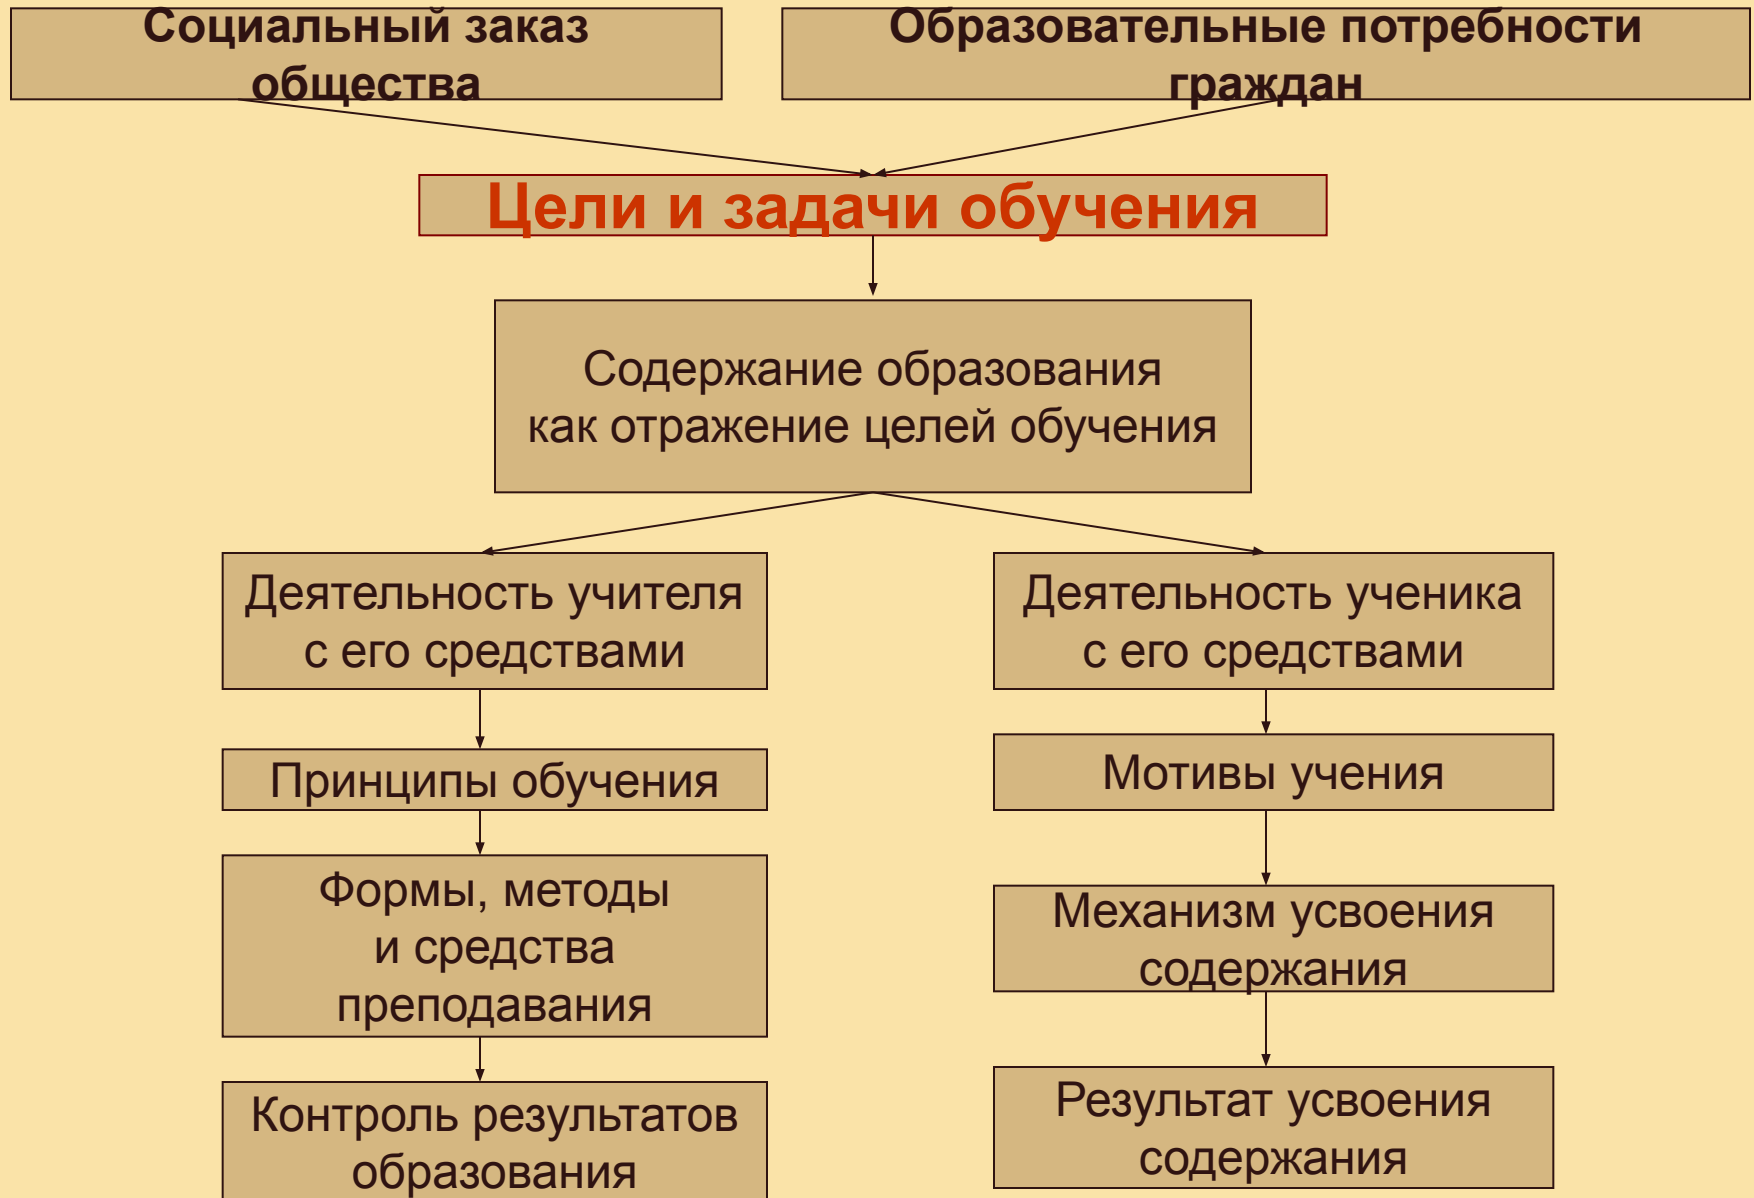 Социальный заказ
общества
Образовательные потребности
граждан
Цели и задачи обучения
Содержание образования
как отражение целей обучения
Деятельность учителя
с его средствами
Принципы обучения
Формы, методы
и средства
преподавания
Контроль результатов
образования
Деятельность ученика
с его средствами
Мотивы учения
Механизм усвоения
содержания
Результат усвоения
содержания